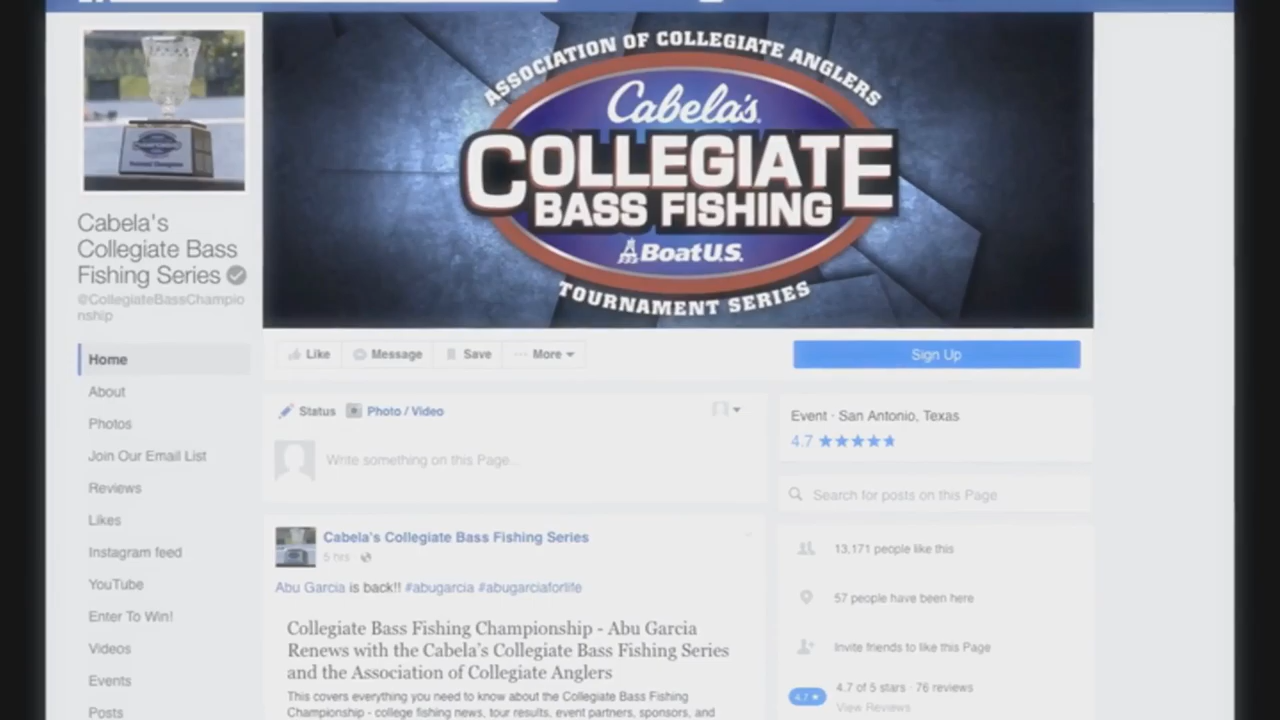 ASSOCIATION OF COLLEGIATE ANGLERS
Cabela's
COLLEGIATE
BASS FISHING
BoatU.S.
TOURNAMENT SERIES
Cabela's
Collegiate Bass
Fishing Series
@CollegiateBassChampio
nship
Home
About
Photos
Join Our Email List
Reviews
Likes
Instagram feed
YouTube
Enter To Win!
Videos
Events
Posts
Like
Message
Save
More
Sign Up
Status
Photo / Video
Write something on this Page...
Cabela's Collegiate Bass Fishing Series
5 hrs
Abu Garcia is back!! #abugarcia #abugarciaforlife
Collegiate Bass Fishing Championship - Abu Garcia
Renews with the Cabela's Collegiate Bass Fishing Series
and the Association of Collegiate Anglers
This covers everything you need to know about the Collegiate Bass Fishing
Championship - college fishing news, tour results, event partners, sponsors, and
Event · San Antonio, Texas
4.7 ★★★★★
Search for posts on this Page
13,171 people like this
57 people have been here
Invite friends to like this Page
4.7 ★
4.7 of 5 stars · 76 reviews
View Reviews